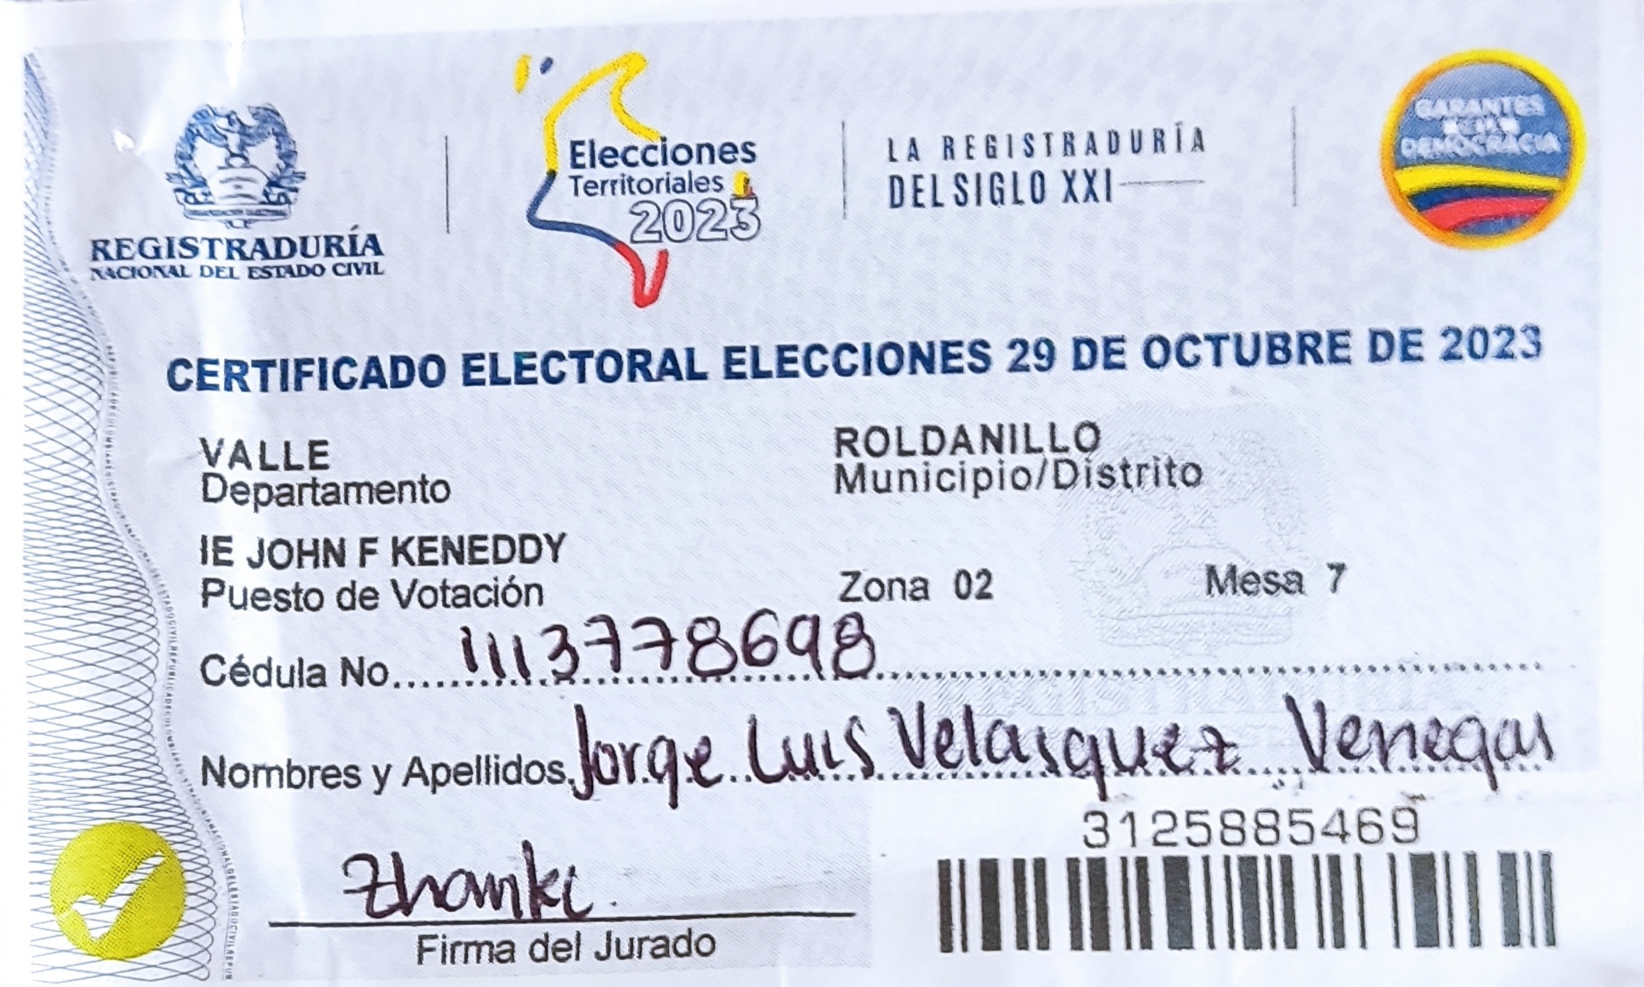 REGISTRADURÍA
NACIONAL DEL ESTADO CIVIL
Elecciones
Territoriales
2023
LA REGISTRADURÍA
DEL SIGLO XXI
GARANTES
DE LA
DEMOCRACIA
CERTIFICADO ELECTORAL ELECCIONES 29 DE OCTUBRE DE 2023
VALLE
Departamento
ROLDANILLO
Municipio/Distrito
IE JOHN F KENEDDY
Puesto de Votación
Zona 02
Mesa 7
Cédula No. 1113778698
Nombres y Apellidos. Jorge Luis Velasquez Venegas
3125885469
Firma del Jurado